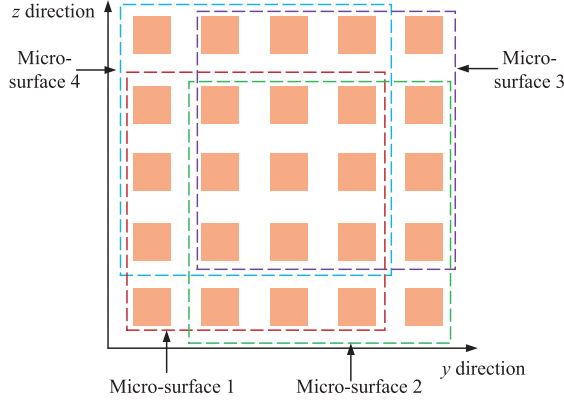 z direction
Micro-
surface 4
Micro-
surface 3
y direction
Micro-surface 1
Micro-surface 2